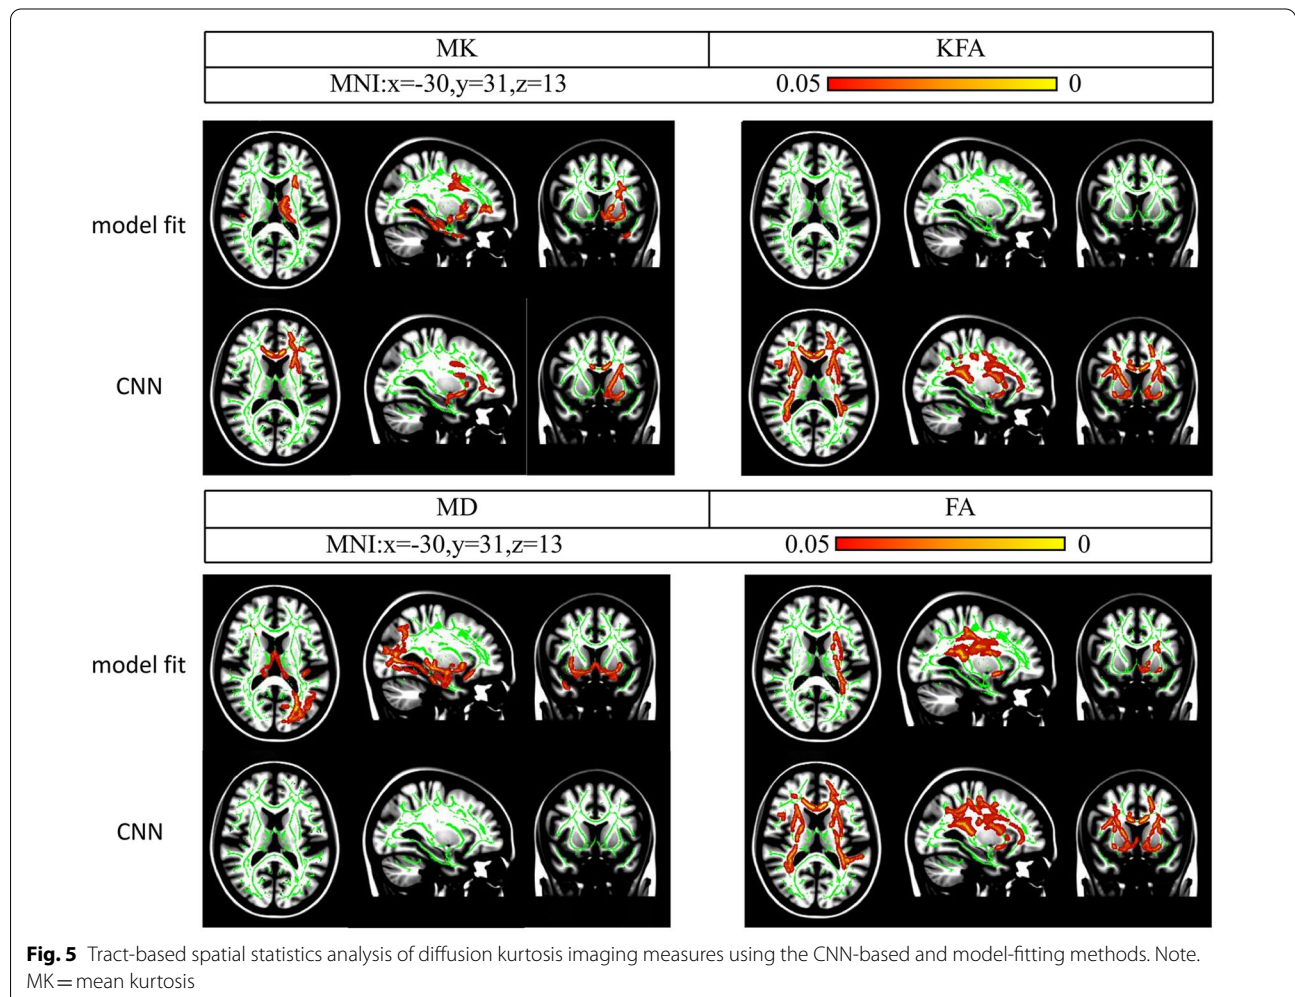 MK KFA
MNI:x=-30,y=31,z=13 0.05 0
model fit
CNN
MD FA
MNI:x=-30,y=31,z=13 0.05 0
model fit
CNN
Fig. 5 Tract-based spatial statistics analysis of diffusion kurtosis imaging measures using the CNN-based and model-fitting methods. Note.
MK = mean kurtosis